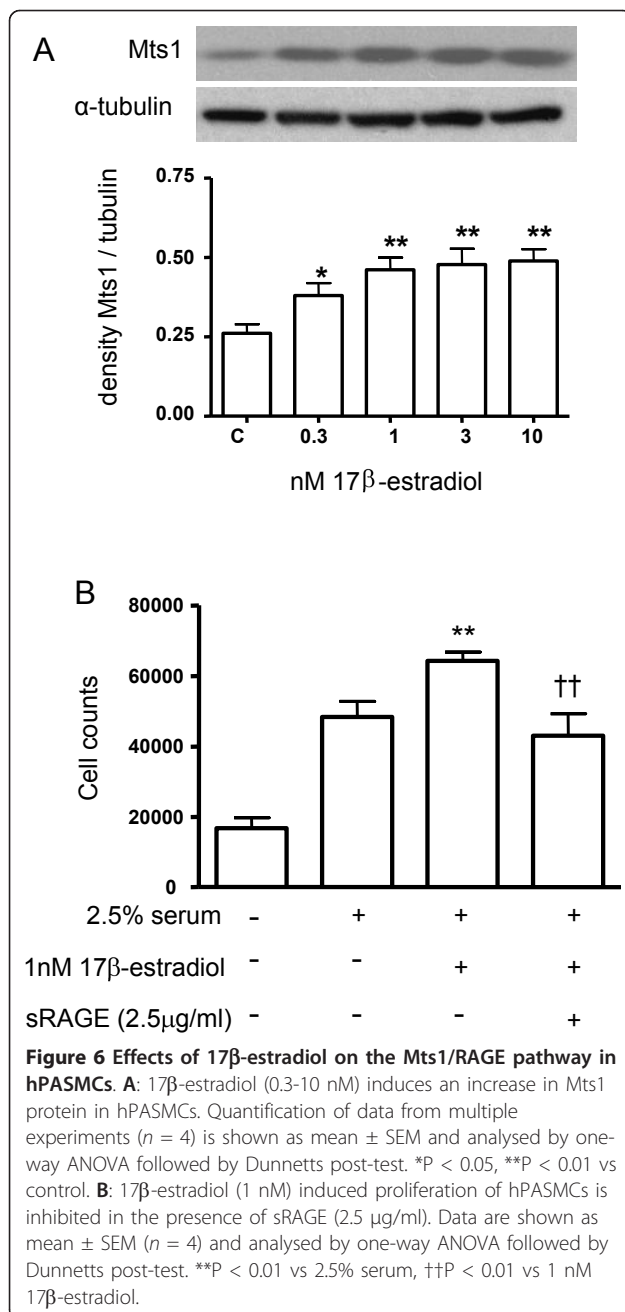 A
Mts1
α-tubulin
0.75
0.50
0.25
0.00
density Mts1 / tubulin
*
**
**
**
C 0.3 1 3 10
nM 17β-estradiol
B
80000
60000
40000
20000
0
Cell counts
**
††
2.5% serum - + + +
1nM 17β-estradiol - - + +
sRAGE (2.5μg/ml) - - - +
Figure 6 Effects of 17β-estradiol on the Mts1/RAGE pathway in
hPASMCs. A: 17β-estradiol (0.3-10 nM) induces an increase in Mts1
protein in hPASMCs. Quantification of data from multiple
experiments (n = 4) is shown as mean ± SEM and analysed by one-
way ANOVA followed by Dunnetts post-test. *P < 0.05, **P < 0.01 vs
control. B: 17β-estradiol (1 nM) induced proliferation of hPASMCs is
inhibited in the presence of sRAGE (2.5 μg/ml). Data are shown as
mean ± SEM (n = 4) and analysed by one-way ANOVA followed by
Dunnetts post-test. **P < 0.01 vs 2.5% serum, ††P < 0.01 vs 1 nM
17β-estradiol.